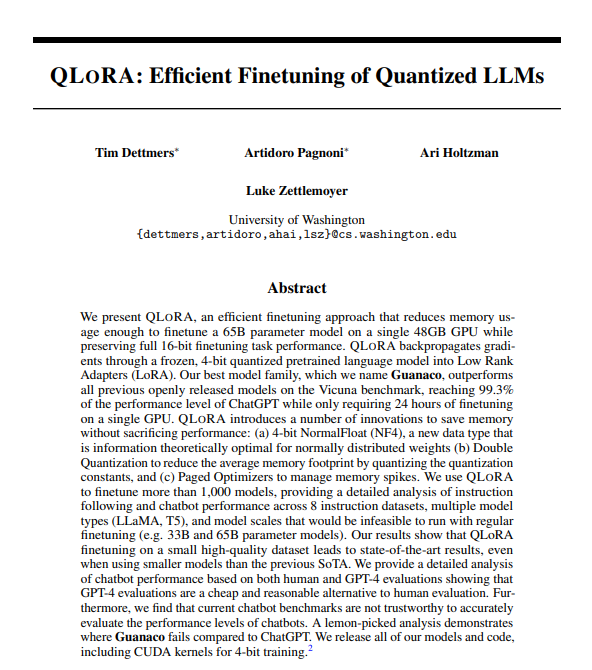 QLORA: Efficient Finetuning of Quantized LLMs
Tim Dettmers* Artidoro Pagnoni* Ari Holtzman
Luke Zettlemoyer
University of Washington
{dettmers,artidoro,ahai,lsz}@cs.washington.edu
Abstract
We present QLORA, an efficient finetuning approach that reduces memory us-
age enough to finetune a 65B parameter model on a single 48GB GPU while
preserving full 16-bit finetuning task performance. QLORA backpropagates gradi-
ents through a frozen, 4-bit quantized pretrained language model into Low Rank
Adapters (LoRA). Our best model family, which we name Guanaco, outperforms
all previous openly released models on the Vicuna benchmark, reaching 99.3%
of the performance level of ChatGPT while only requiring 24 hours of finetuning
on a single GPU. QLORA introduces a number of innovations to save memory
without sacrificing performance: (a) 4-bit NormalFloat (NF4), a new data type that
is information theoretically optimal for normally distributed weights (b) Double
Quantization to reduce the average memory footprint by quantizing the quantization
constants, and (c) Paged Optimizers to manage memory spikes. We use QLORA
to finetune more than 1,000 models, providing a detailed analysis of instruction
following and chatbot performance across 8 instruction datasets, multiple model
types (LLaMA, T5), and model scales that would be infeasible to run with regular
finetuning (e.g. 33B and 65B parameter models). Our results show that QLORA
finetuning on a small high-quality dataset leads to state-of-the-art results, even
when using smaller models than the previous SoTA. We provide a detailed analysis
of chatbot performance based on both human and GPT-4 evaluations showing that
GPT-4 evaluations are a cheap and reasonable alternative to human evaluation. Fur-
thermore, we find that current chatbot benchmarks are not trustworthy to accurately
evaluate the performance levels of chatbots. A lemon-picked analysis demonstrates
where Guanaco fails compared to ChatGPT. We release all of our models and code,
including CUDA kernels for 4-bit training.2